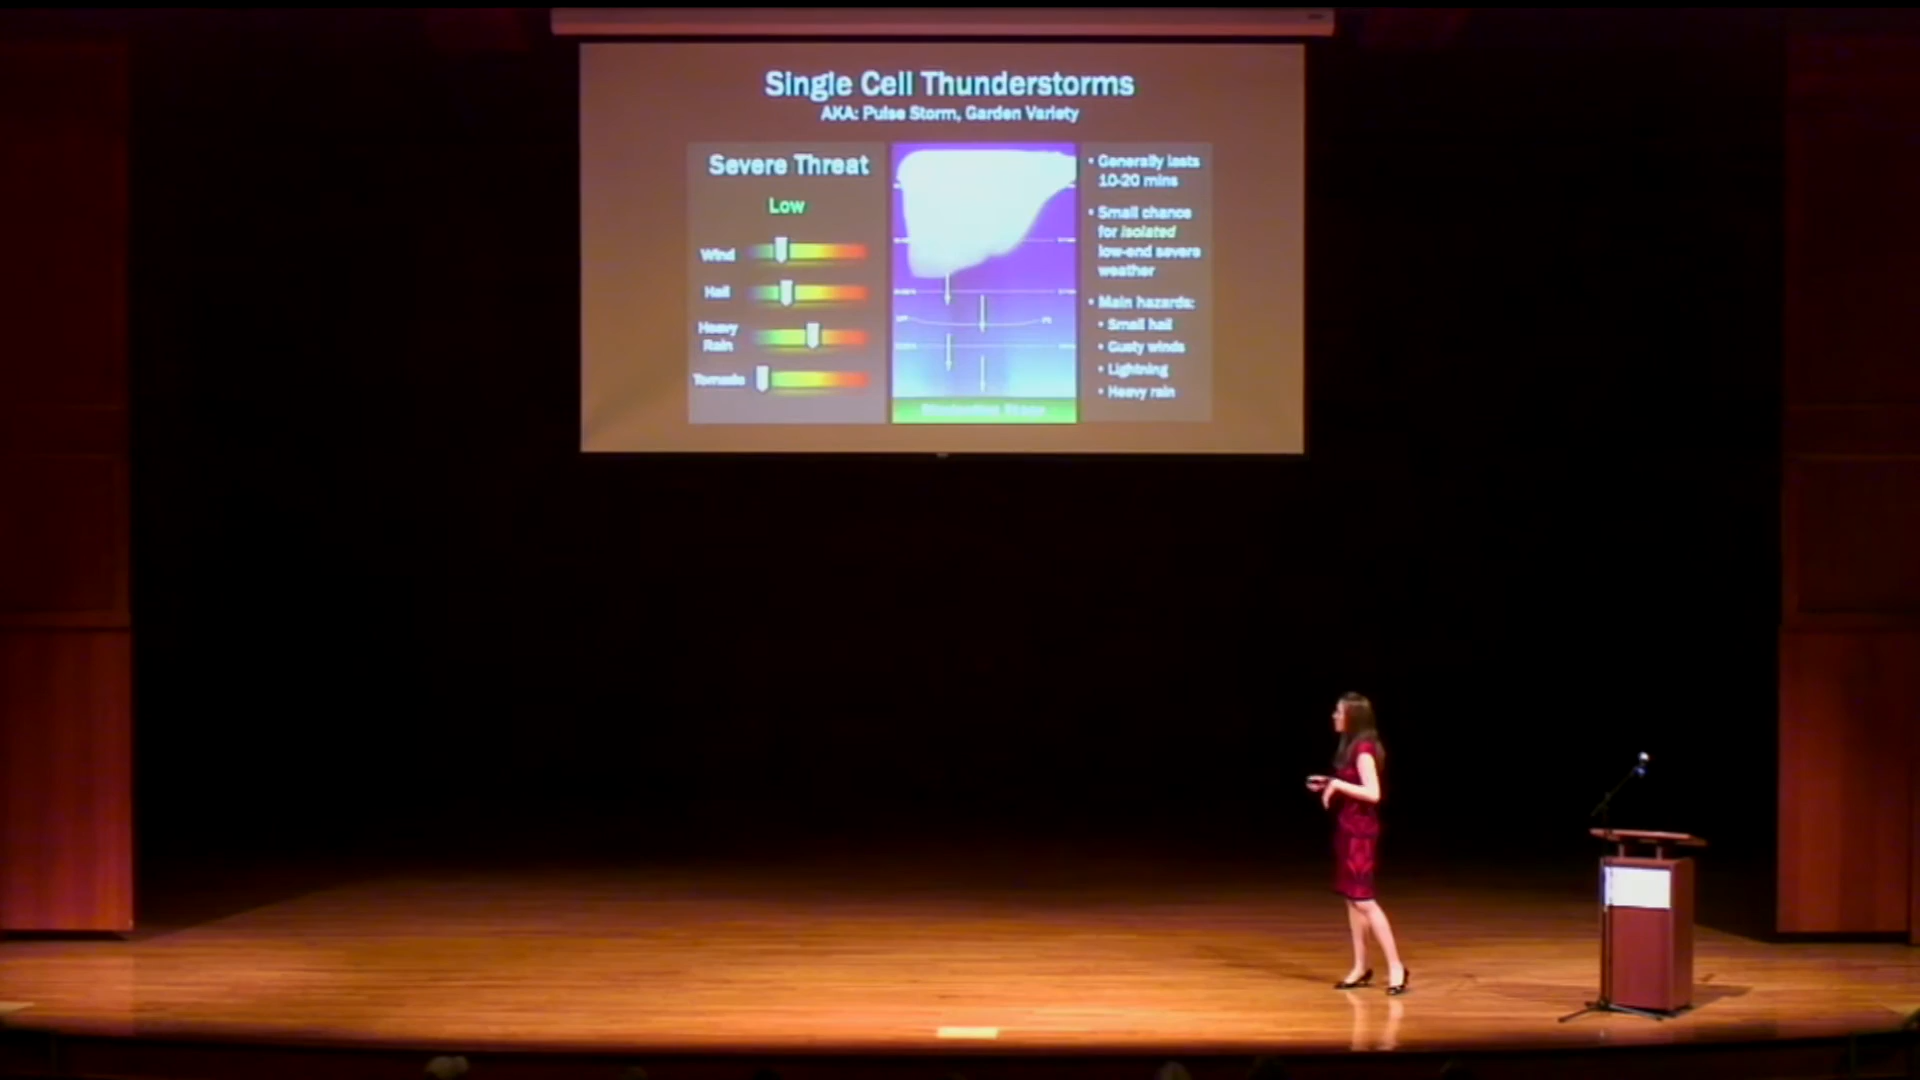 Single Cell Thunderstorms
AKA: Pulse Storm, Garden Variety
Severe Threat
Low
Wind
Hail
Heavy
Rain
Tornado
• Generally lasts
10-20 mins
• Small chance
for isolated
low-end severe
weather
• Main hazards:
• Small hail
• Gusty winds
• Lightning
• Heavy rain